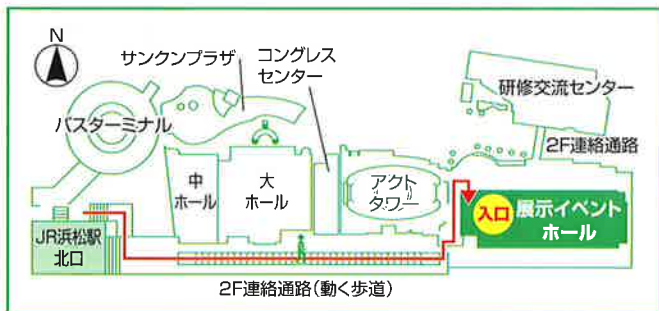 N
サンクンプラザ
コングレス
センター
研修交流センター
バスターミナル
2F連絡通路
中
ホール
大
ホール
アクト
タワー
入口
展示イベント
ホール
JR浜松駅
北口
2F連絡通路(動く歩道)